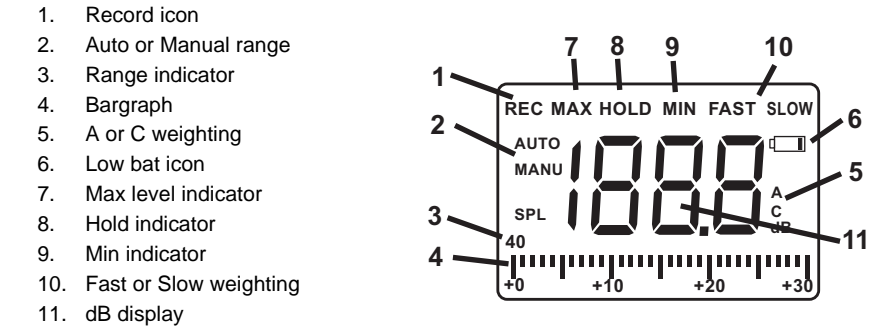 1. Record icon
2. Auto or Manual range
3. Range indicator
4. Bargraph
5. A or C weighting
6. Low bat icon
7. Max level indicator
8. Hold indicator
9. Min indicator
10. Fast or Slow weighting
11. dB display
7 8 9 10
1
REC MAX HOLD MIN FAST SLOW
2 6
AUTO
MANU
188.8
5
A
SPL C
dB
3 11
40
4
+0 +10 +20 +30